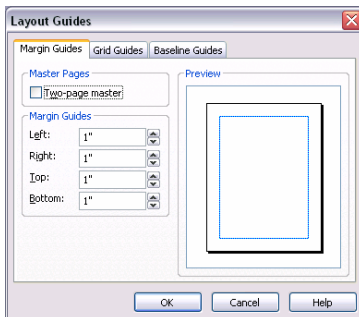 Layout Guides
Margin Guides Grid Guides Baseline Guides
Master Pages
Two-page master
Margin Guides
Left: 1"
Right: 1"
Top: 1"
Bottom: 1"
Preview
OK Cancel Help